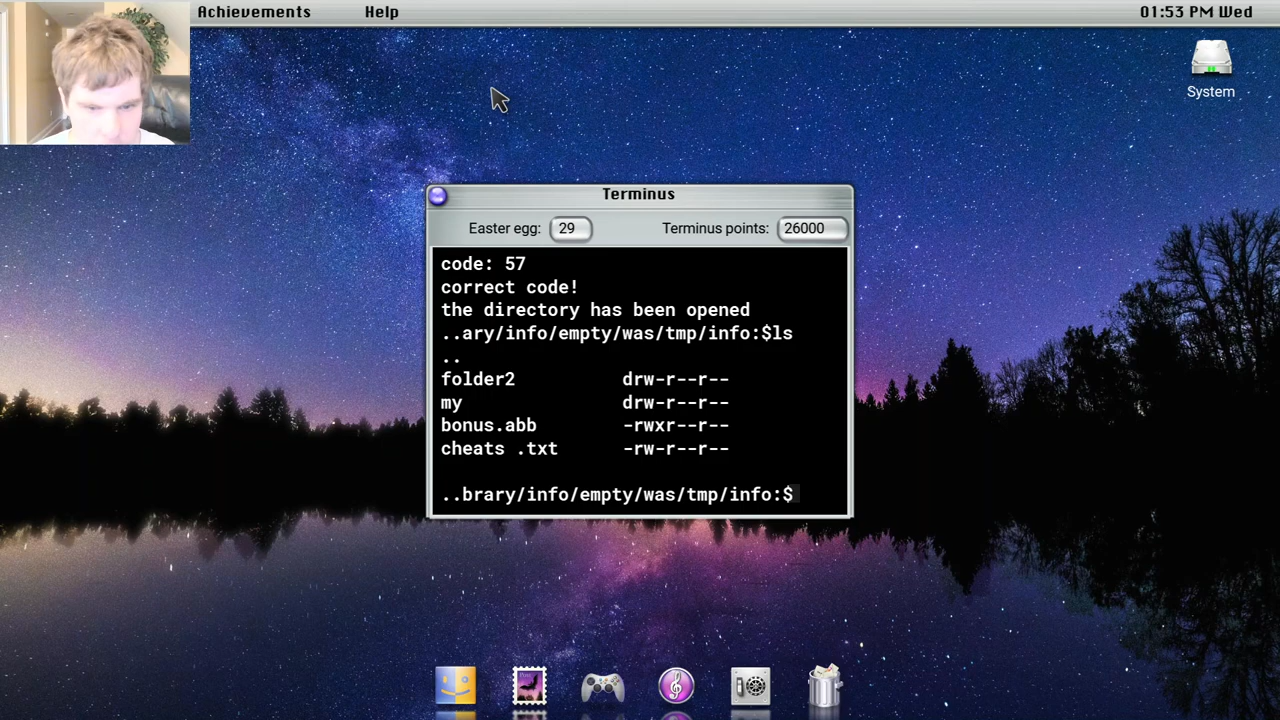 Achievements Help 01:53 PM Wed
System
Terminus
Easter egg: 29 Terminus points: 26000
code: 57
correct code!
the directory has been opened
..ary/info/empty/was/tmp/info:$ls
..
folder2 drw-r--r--
my drw-r--r--
bonus.abb -rwxr--r--
cheats .txt -rw-r--r--
..brary/info/empty/was/tmp/info:$